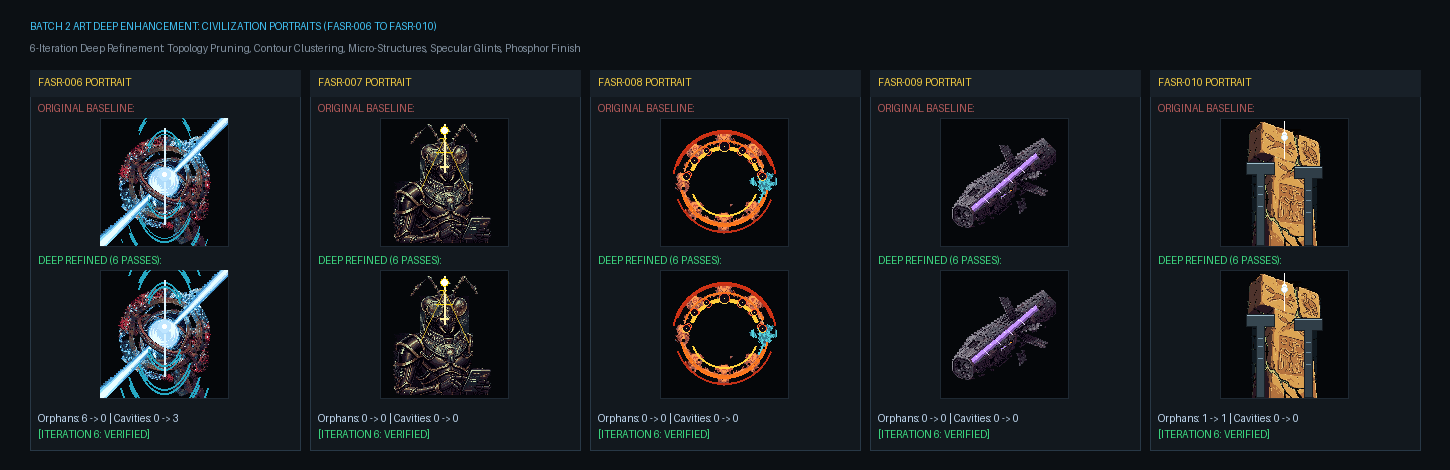 BATCH 2 ART DEEP ENHANCEMENT: CIVILIZATION PORTRAITS (FASR-006 TO FASR-010)
6-Iteration Deep Refinement: Topology Pruning, Contour Clustering, Micro-Structures, Specular Glints, Phosphor Finish
FASR-006 PORTRAIT
ORIGINAL BASELINE:
DEEP REFINED (6 PASSES):
Orphans: 6 -> 0 | Cavities: 0 -> 3
[ITERATION 6: VERIFIED]
FASR-007 PORTRAIT
ORIGINAL BASELINE:
DEEP REFINED (6 PASSES):
Orphans: 0 -> 0 | Cavities: 0 -> 0
[ITERATION 6: VERIFIED]
FASR-008 PORTRAIT
ORIGINAL BASELINE:
DEEP REFINED (6 PASSES):
Orphans: 0 -> 0 | Cavities: 0 -> 0
[ITERATION 6: VERIFIED]
FASR-009 PORTRAIT
ORIGINAL BASELINE:
DEEP REFINED (6 PASSES):
Orphans: 0 -> 0 | Cavities: 0 -> 0
[ITERATION 6: VERIFIED]
FASR-010 PORTRAIT
ORIGINAL BASELINE:
DEEP REFINED (6 PASSES):
Orphans: 1 -> 1 | Cavities: 0 -> 0
[ITERATION 6: VERIFIED]